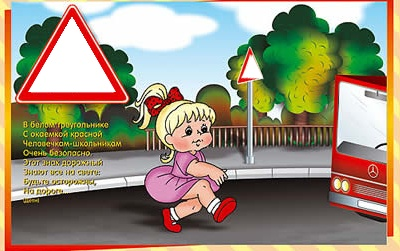 В белом треугольнике
С окаемкой красной
Человечкам-школьникам
Очень безопасно.
Этот знак дорожный
Знают все на свете:
Будьте осторожны,
На дороге
(Дети)